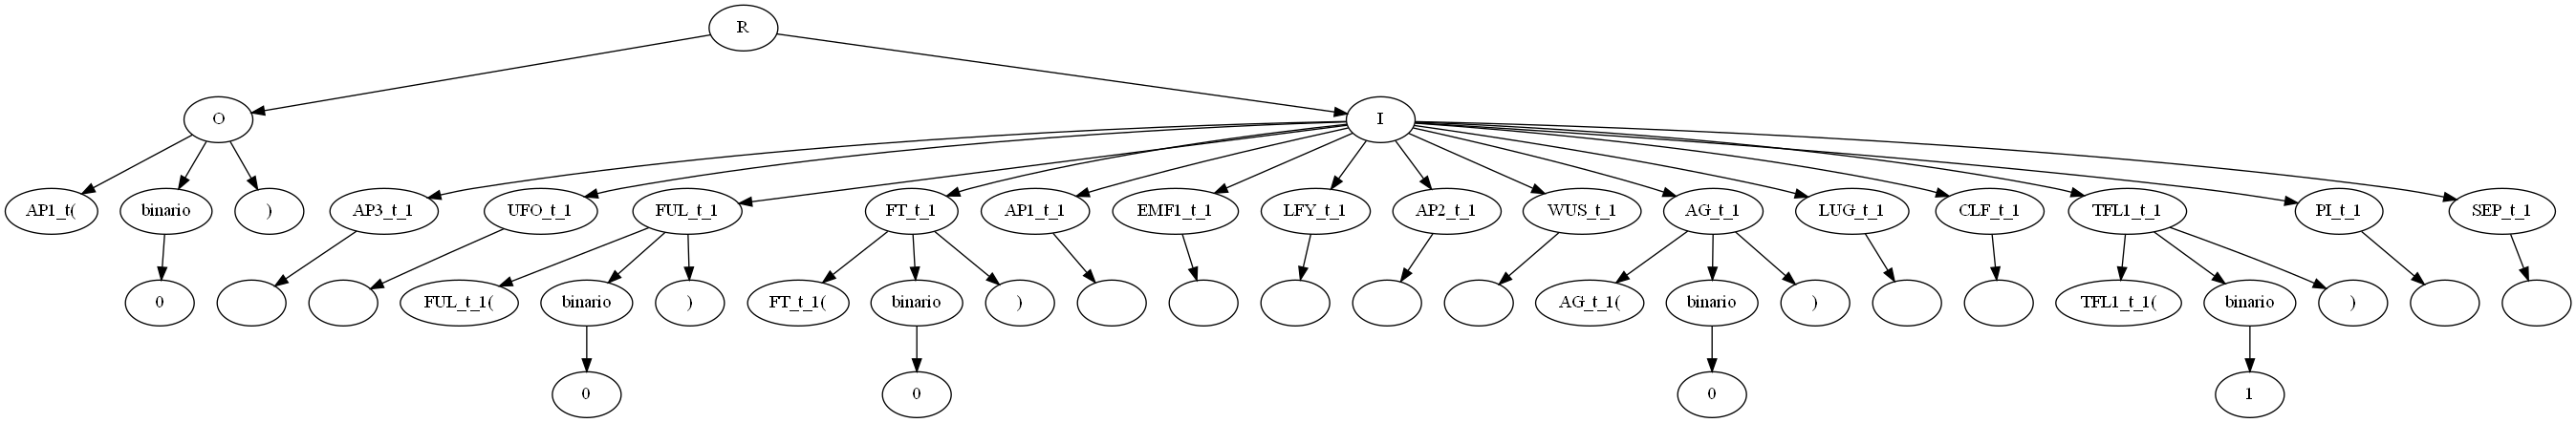 R
O I
AP1_t( binario ) AP3_t_1 UFO_t_1 FUL_t_1 FT_t_1 AP1_t_1 EMF1_t_1 LFY_t_1 AP2_t_1 WUS_t_1 AG_t_1 LUG_t_1 CLF_t_1 TFL1_t_1 PI_t_1 SEP_t_1
0 FUL_t_1( binario ) FT_t_1( binario ) AG_t_1( binario ) TFL1_t_1( binario )
0 0 0 1